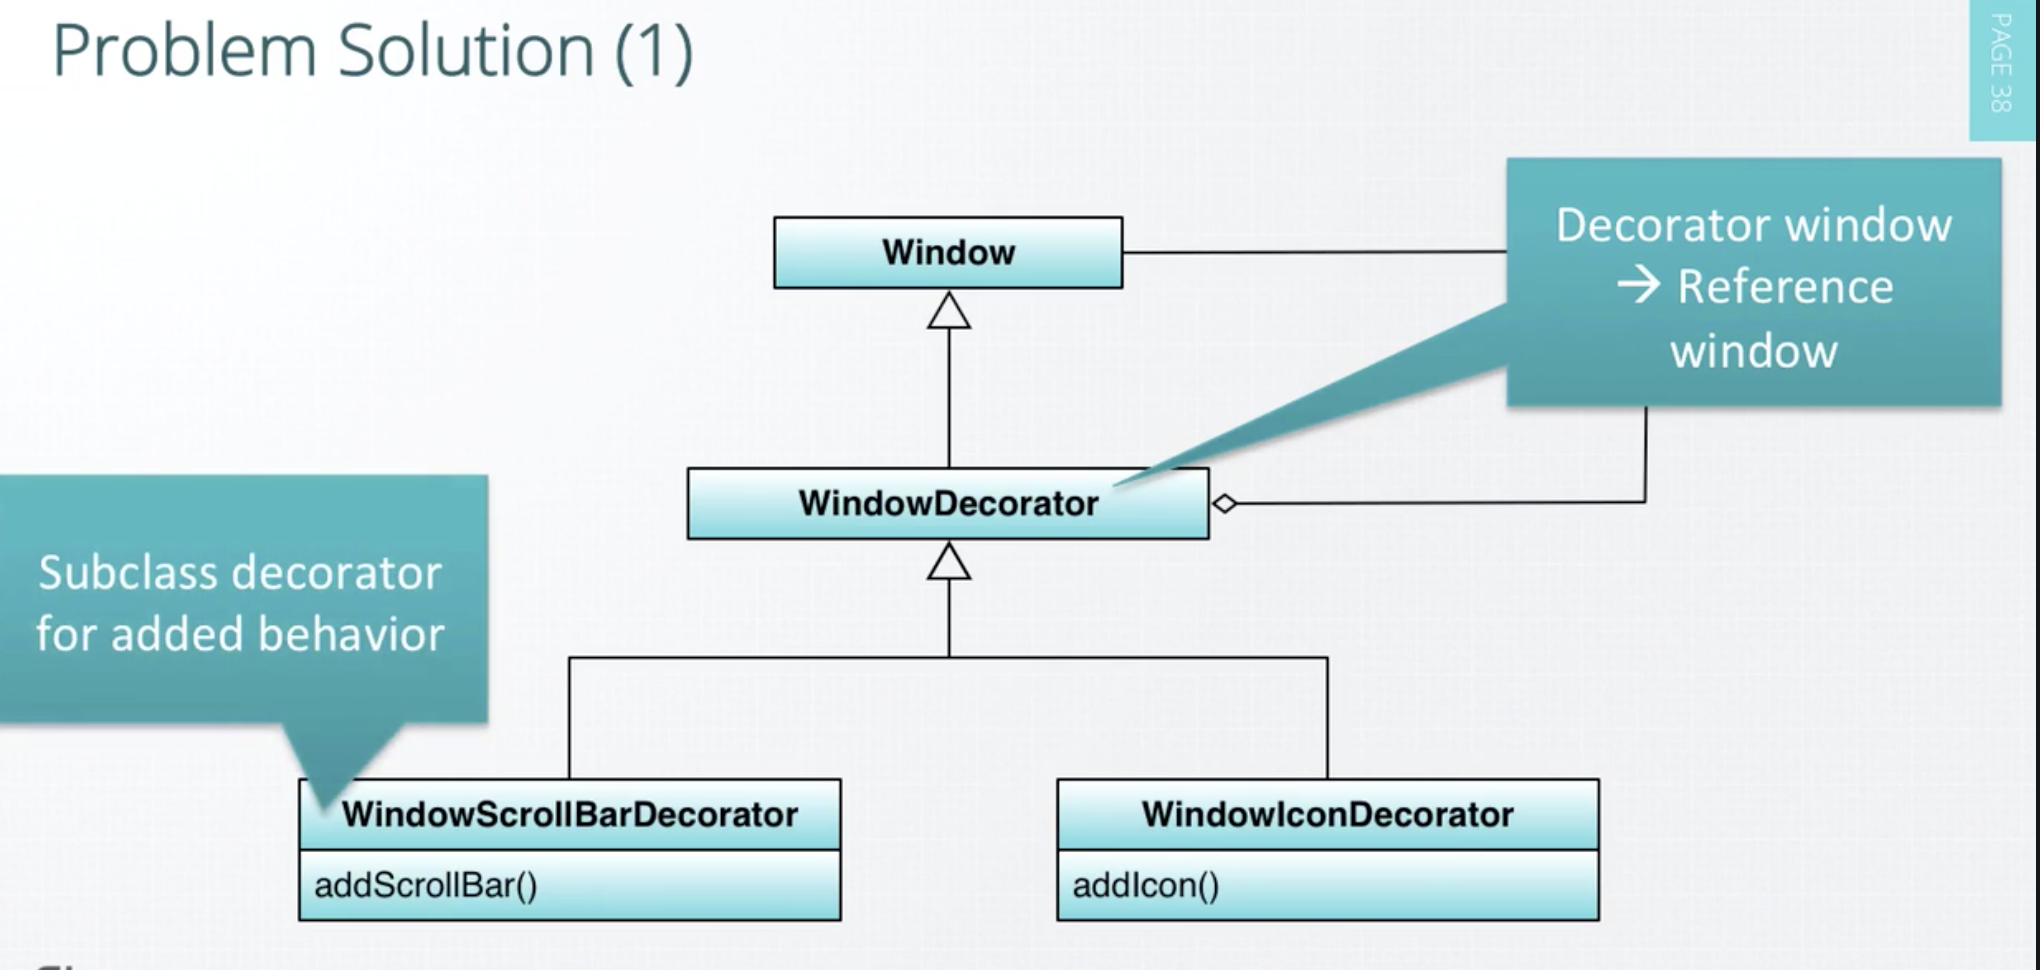 Problem Solution (1)
PAGE 38
Window
Decorator window
→ Reference
window
WindowDecorator
Subclass decorator
for added behavior
WindowScrollBarDecorator
addScrollBar()
WindowIconDecorator
addIcon()